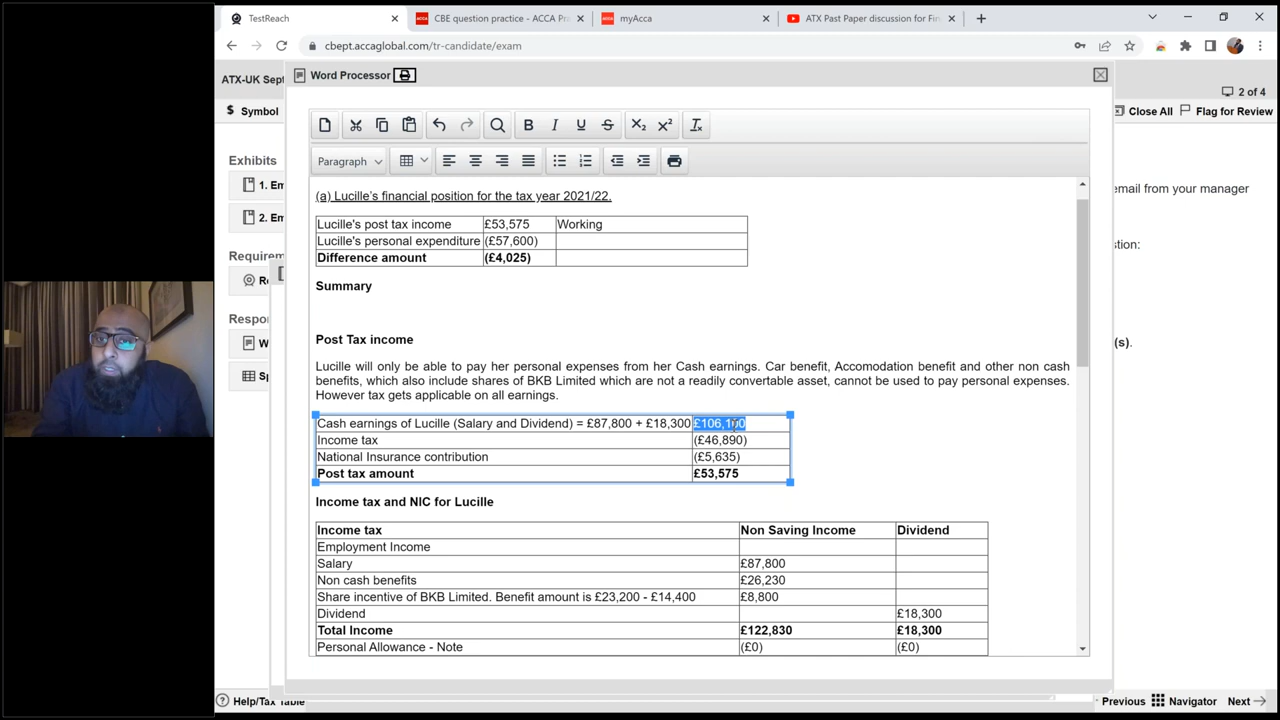 TestReach
CBE question practice - ACCA Pr
myAcca
ATX Past Paper discussion for Fin
cbept.accaglobal.com/tr-candidate/exam
ATX-UK Sept
Word Processor
2 of 4
$ Symbol
Close All
Flag for Review
Exhibits
1. Em
2. Em
Requirem
Re
Respo
W
Sp
Paragraph
email from your manager
stion:
(s).
(a) Lucille's financial position for the tax year 2021/22.
Lucille's post tax income £53,575 Working
Lucille's personal expenditure (£57,600)
Difference amount (£4,025)
Summary
Post Tax income
Lucille will only be able to pay her personal expenses from her Cash earnings. Car benefit, Accomodation benefit and other non cash
benefits, which also include shares of BKB Limited which are not a readily convertable asset, cannot be used to pay personal expenses.
However tax gets applicable on all earnings.
Cash earnings of Lucille (Salary and Dividend) = £87,800 + £18,300 £106,100
Income tax (£46,890)
National Insurance contribution (£5,635)
Post tax amount £53,575
Income tax and NIC for Lucille
Income tax Non Saving Income Dividend
Employment Income
Salary £87,800
Non cash benefits £26,230
Share incentive of BKB Limited. Benefit amount is £23,200 - £14,400 £8,800
Dividend £18,300
Total Income £122,830 £18,300
Personal Allowance - Note (£0) (£0)
Help/Tax Table
Previous
Navigator
Next